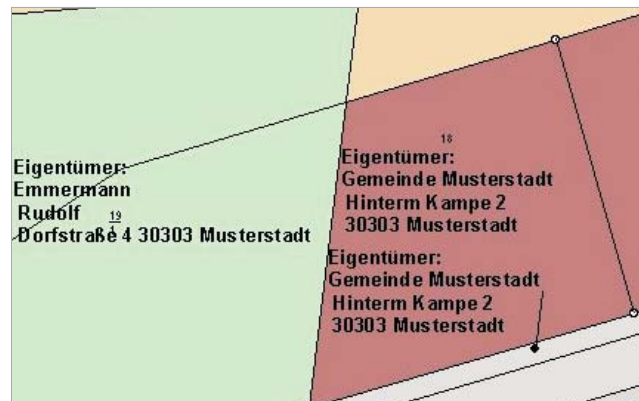 Eigentümer:
Emmermann
Rudolf
19
Dorfstraße 4 30303 Musterstadt
18
Eigentümer:
Gemeinde Musterstadt
Hinterm Kampe 2
30303 Musterstadt
Eigentümer:
Gemeinde Musterstadt
Hinterm Kampe 2
30303 Musterstadt